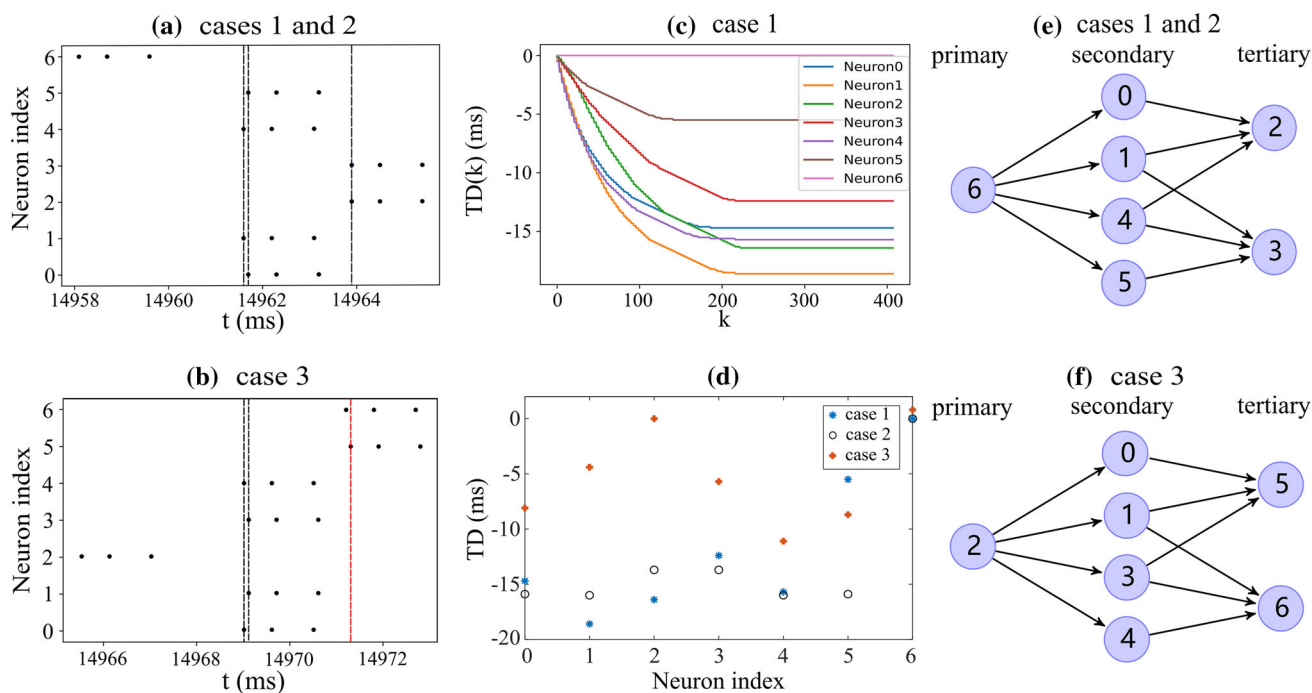 (a) cases 1 and 2
Neuron index
6
5
4
3
2
1
0
14958 14960 14962 14964
t (ms)
(c) case 1
TD(k) (ms)
0
-5
-10
-15
0 100 200 300 400
k
Neuron0
Neuron1
Neuron2
Neuron3
Neuron4
Neuron5
Neuron6
(e) cases 1 and 2
primary secondary tertiary
6
0
1
4
5
2
3
(b) case 3
Neuron index
6
5
4
3
2
1
0
14966 14968 14970 14972
t (ms)
(d)
TD (ms)
0
-5
-10
-15
-20
0 1 2 3 4 5 6
Neuron index
case 1
case 2
case 3
(f) case 3
primary secondary tertiary
2
0
1
3
4
5
6